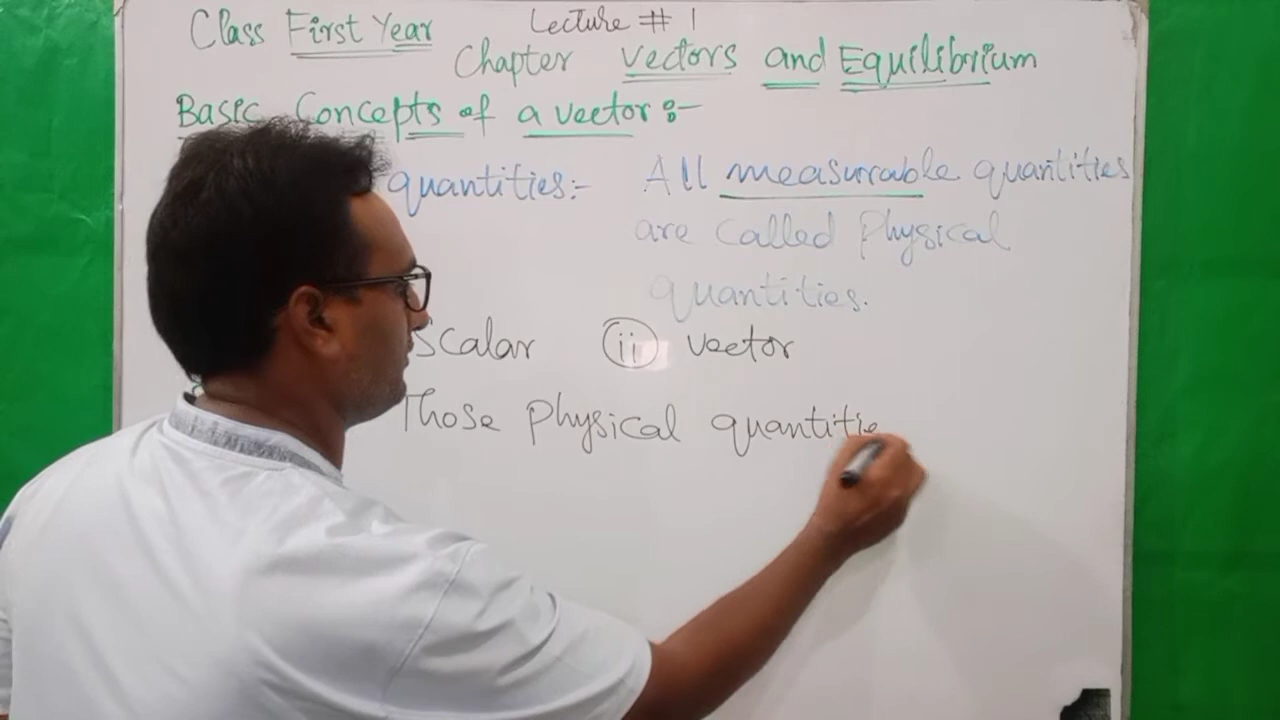 Class First Year Lecture # 1
Chapter vectors and Equilibrium
Basic Concepts of a vector:-
quantities:- All measurrable quantities
are called Physical
quantities.
Scalar (ii) vector
Those Physical quantitie